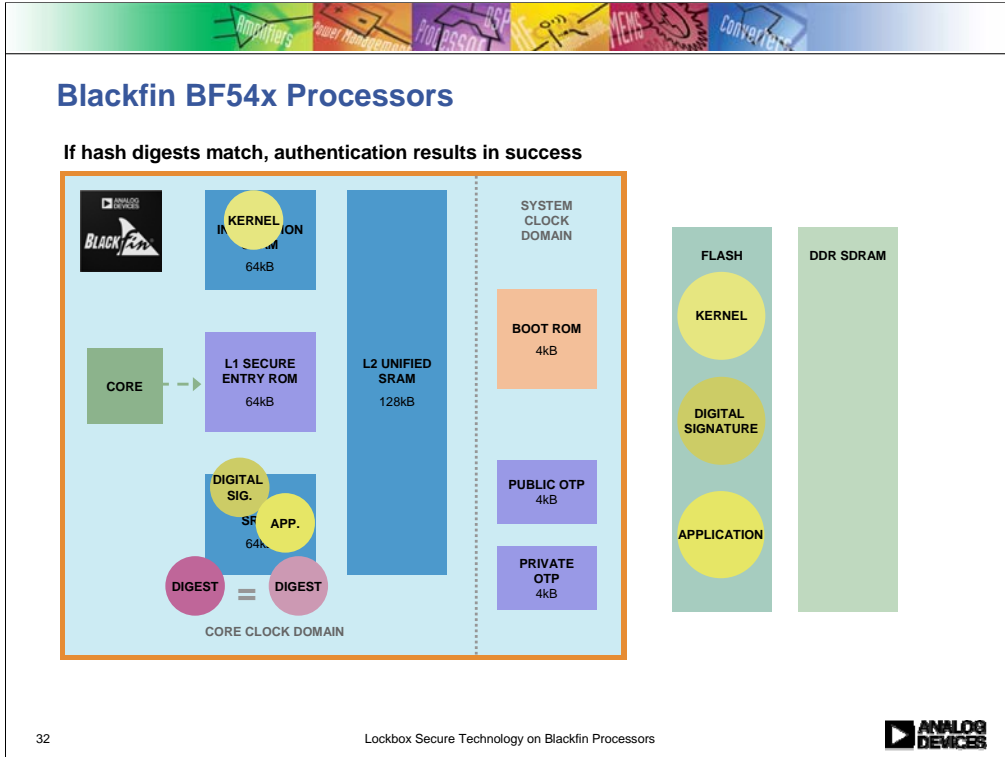 Amplifiers
Power Management
Processors
DSP
RF
MEMS
Converters
Blackfin BF54x Processors
If hash digests match, authentication results in success
ANALOG
DEVICES
BLACKfin
KERNEL
64kB
CORE
L1 SECURE
ENTRY ROM
64kB
DIGITAL
SIG.
APP.
DIGEST
=
DIGEST
CORE CLOCK DOMAIN
L2 UNIFIED
SRAM
128kB
SYSTEM
CLOCK
DOMAIN
BOOT ROM
4kB
PUBLIC OTP
4kB
PRIVATE
OTP
4kB
FLASH
KERNEL
DIGITAL
SIGNATURE
APPLICATION
DDR SDRAM
32
Lockbox Secure Technology on Blackfin Processors
ANALOG
DEVICES